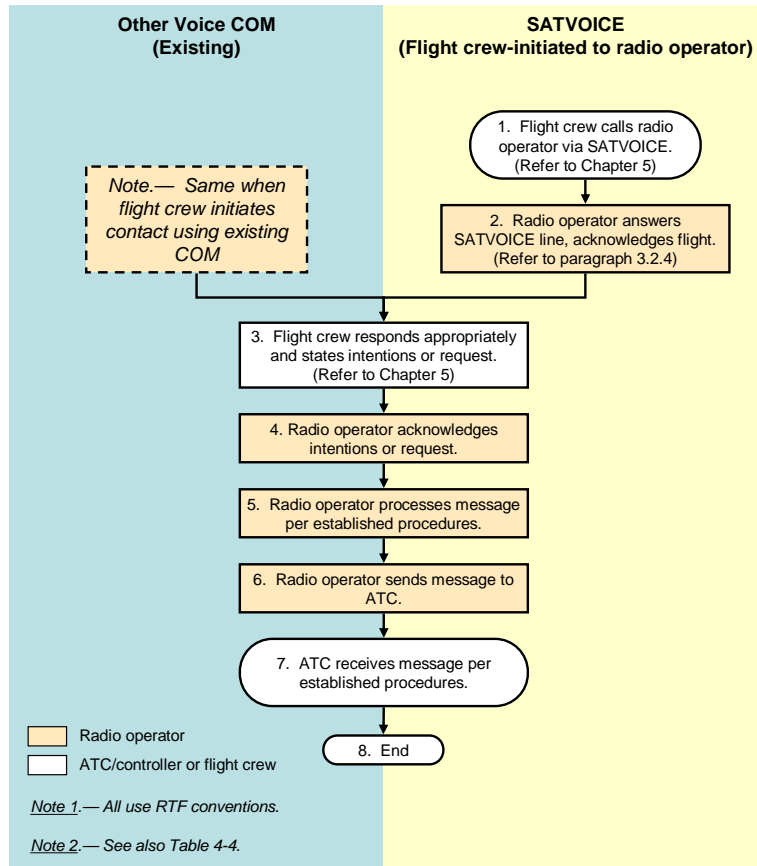 Other Voice COM
(Existing)
SATVOICE
(Flight crew-initiated to radio operator)
1.  Flight crew calls radio
operator via SATVOICE.
(Refer to Chapter 5)
Note.—  Same when
flight crew initiates
contact using existing
COM
2.  Radio operator answers
SATVOICE line, acknowledges flight.
(Refer to paragraph 3.2.4)
3.  Flight crew responds appropriately
and states intentions or request.
(Refer to Chapter 5)
4. Radio operator acknowledges
intentions or request.
5.  Radio operator processes message
per established procedures.
6.  Radio operator sends message to
ATC.
7.  ATC receives message per
established procedures.
8.  End
Radio operator
ATC/controller or flight crew
Note 1.— All use RTF conventions.
Note 2.— See also Table 4-4.